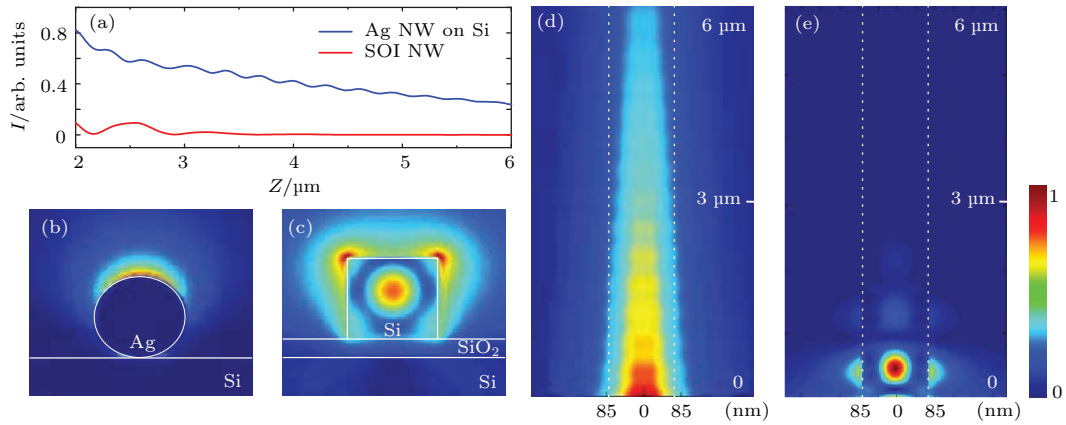 (a)
Ag NW on Si
SOI NW
I/arb. units
0.8
0.4
0
2 3 4 5 6
Z/µm
(b)
Ag
Si
(c)
Si
SiO2
Si
(d)
6 µm
3 µm
0
85 0 85 (nm)
(e)
6 µm
3 µm
0
85 0 85 (nm)
1
0